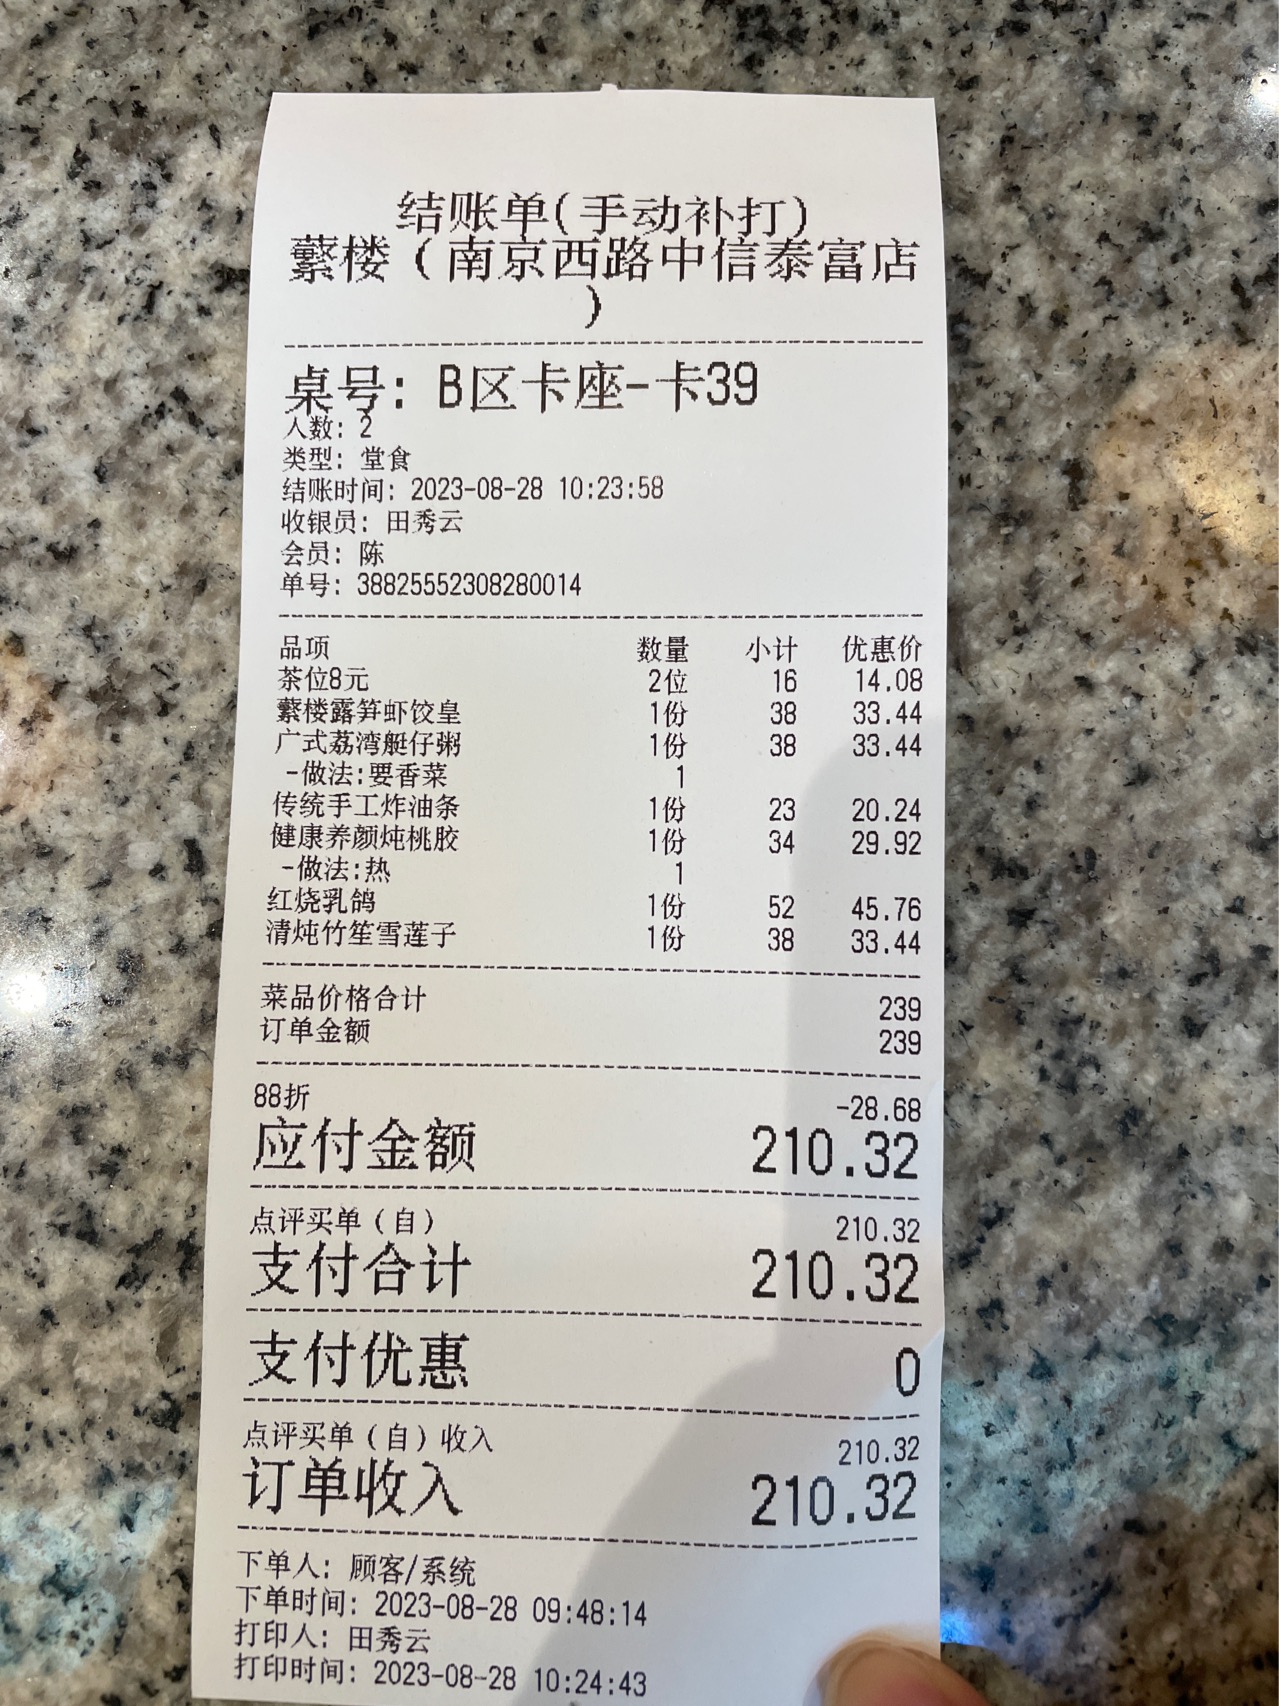 结账单(手动补打)
蘩楼（南京西路中信泰富店
）
桌号: B区卡座-卡39
人数: 2
类型: 堂食
结账时间: 2023-08-28 10:23:58
收银员: 田秀云
会员: 陈
单号: 38825552308280014
品项 数量 小计 优惠价
茶位8元 2位 16 14.08
蘩楼露笋虾饺皇 1份 38 33.44
广式荔湾艇仔粥 1份 38 33.44
-做法:要香菜 1
传统手工炸油条 1份 23 20.24
健康养颜炖桃胶 1份 34 29.92
-做法:热 1
红烧乳鸽 1份 52 45.76
清炖竹笙雪莲子 1份 38 33.44
菜品价格合计 239
订单金额 239
88折 -28.68
应付金额 210.32
点评买单（自） 210.32
支付合计 210.32
支付优惠 0
点评买单（自）收入 210.32
订单收入 210.32
下单人: 顾客/系统
下单时间: 2023-08-28 09:48:14
打印人: 田秀云
打印时间: 2023-08-28 10:24:43